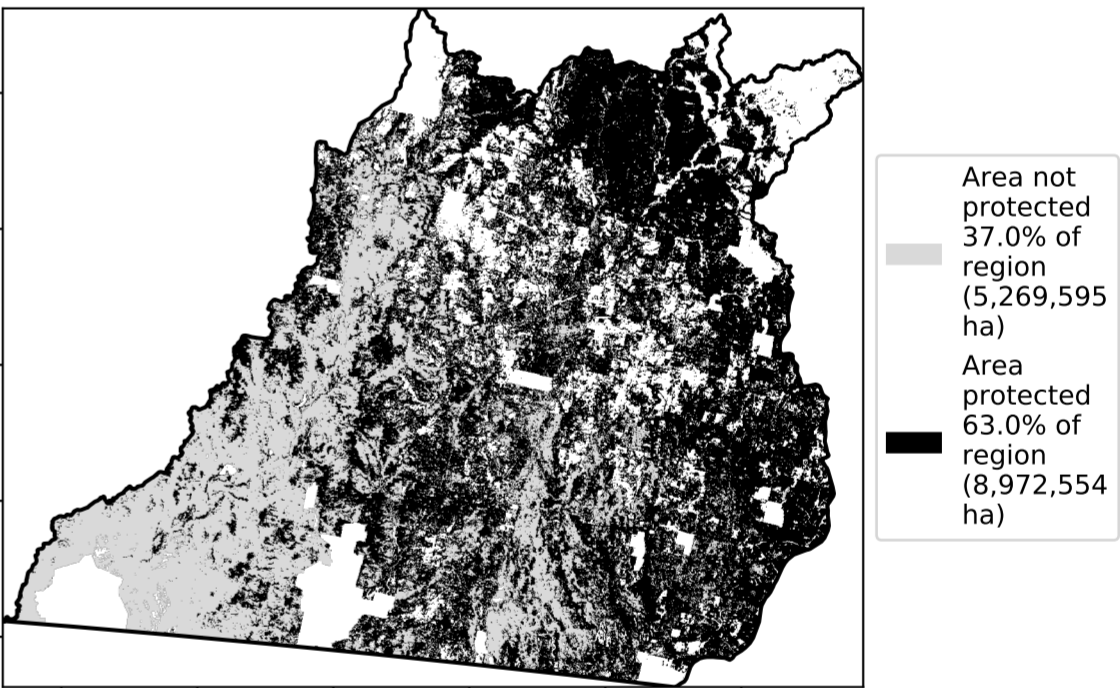 Area not
protected
37.0% of
region
(5,269,595
ha)
Area
protected
63.0% of
region
(8,972,554
ha)